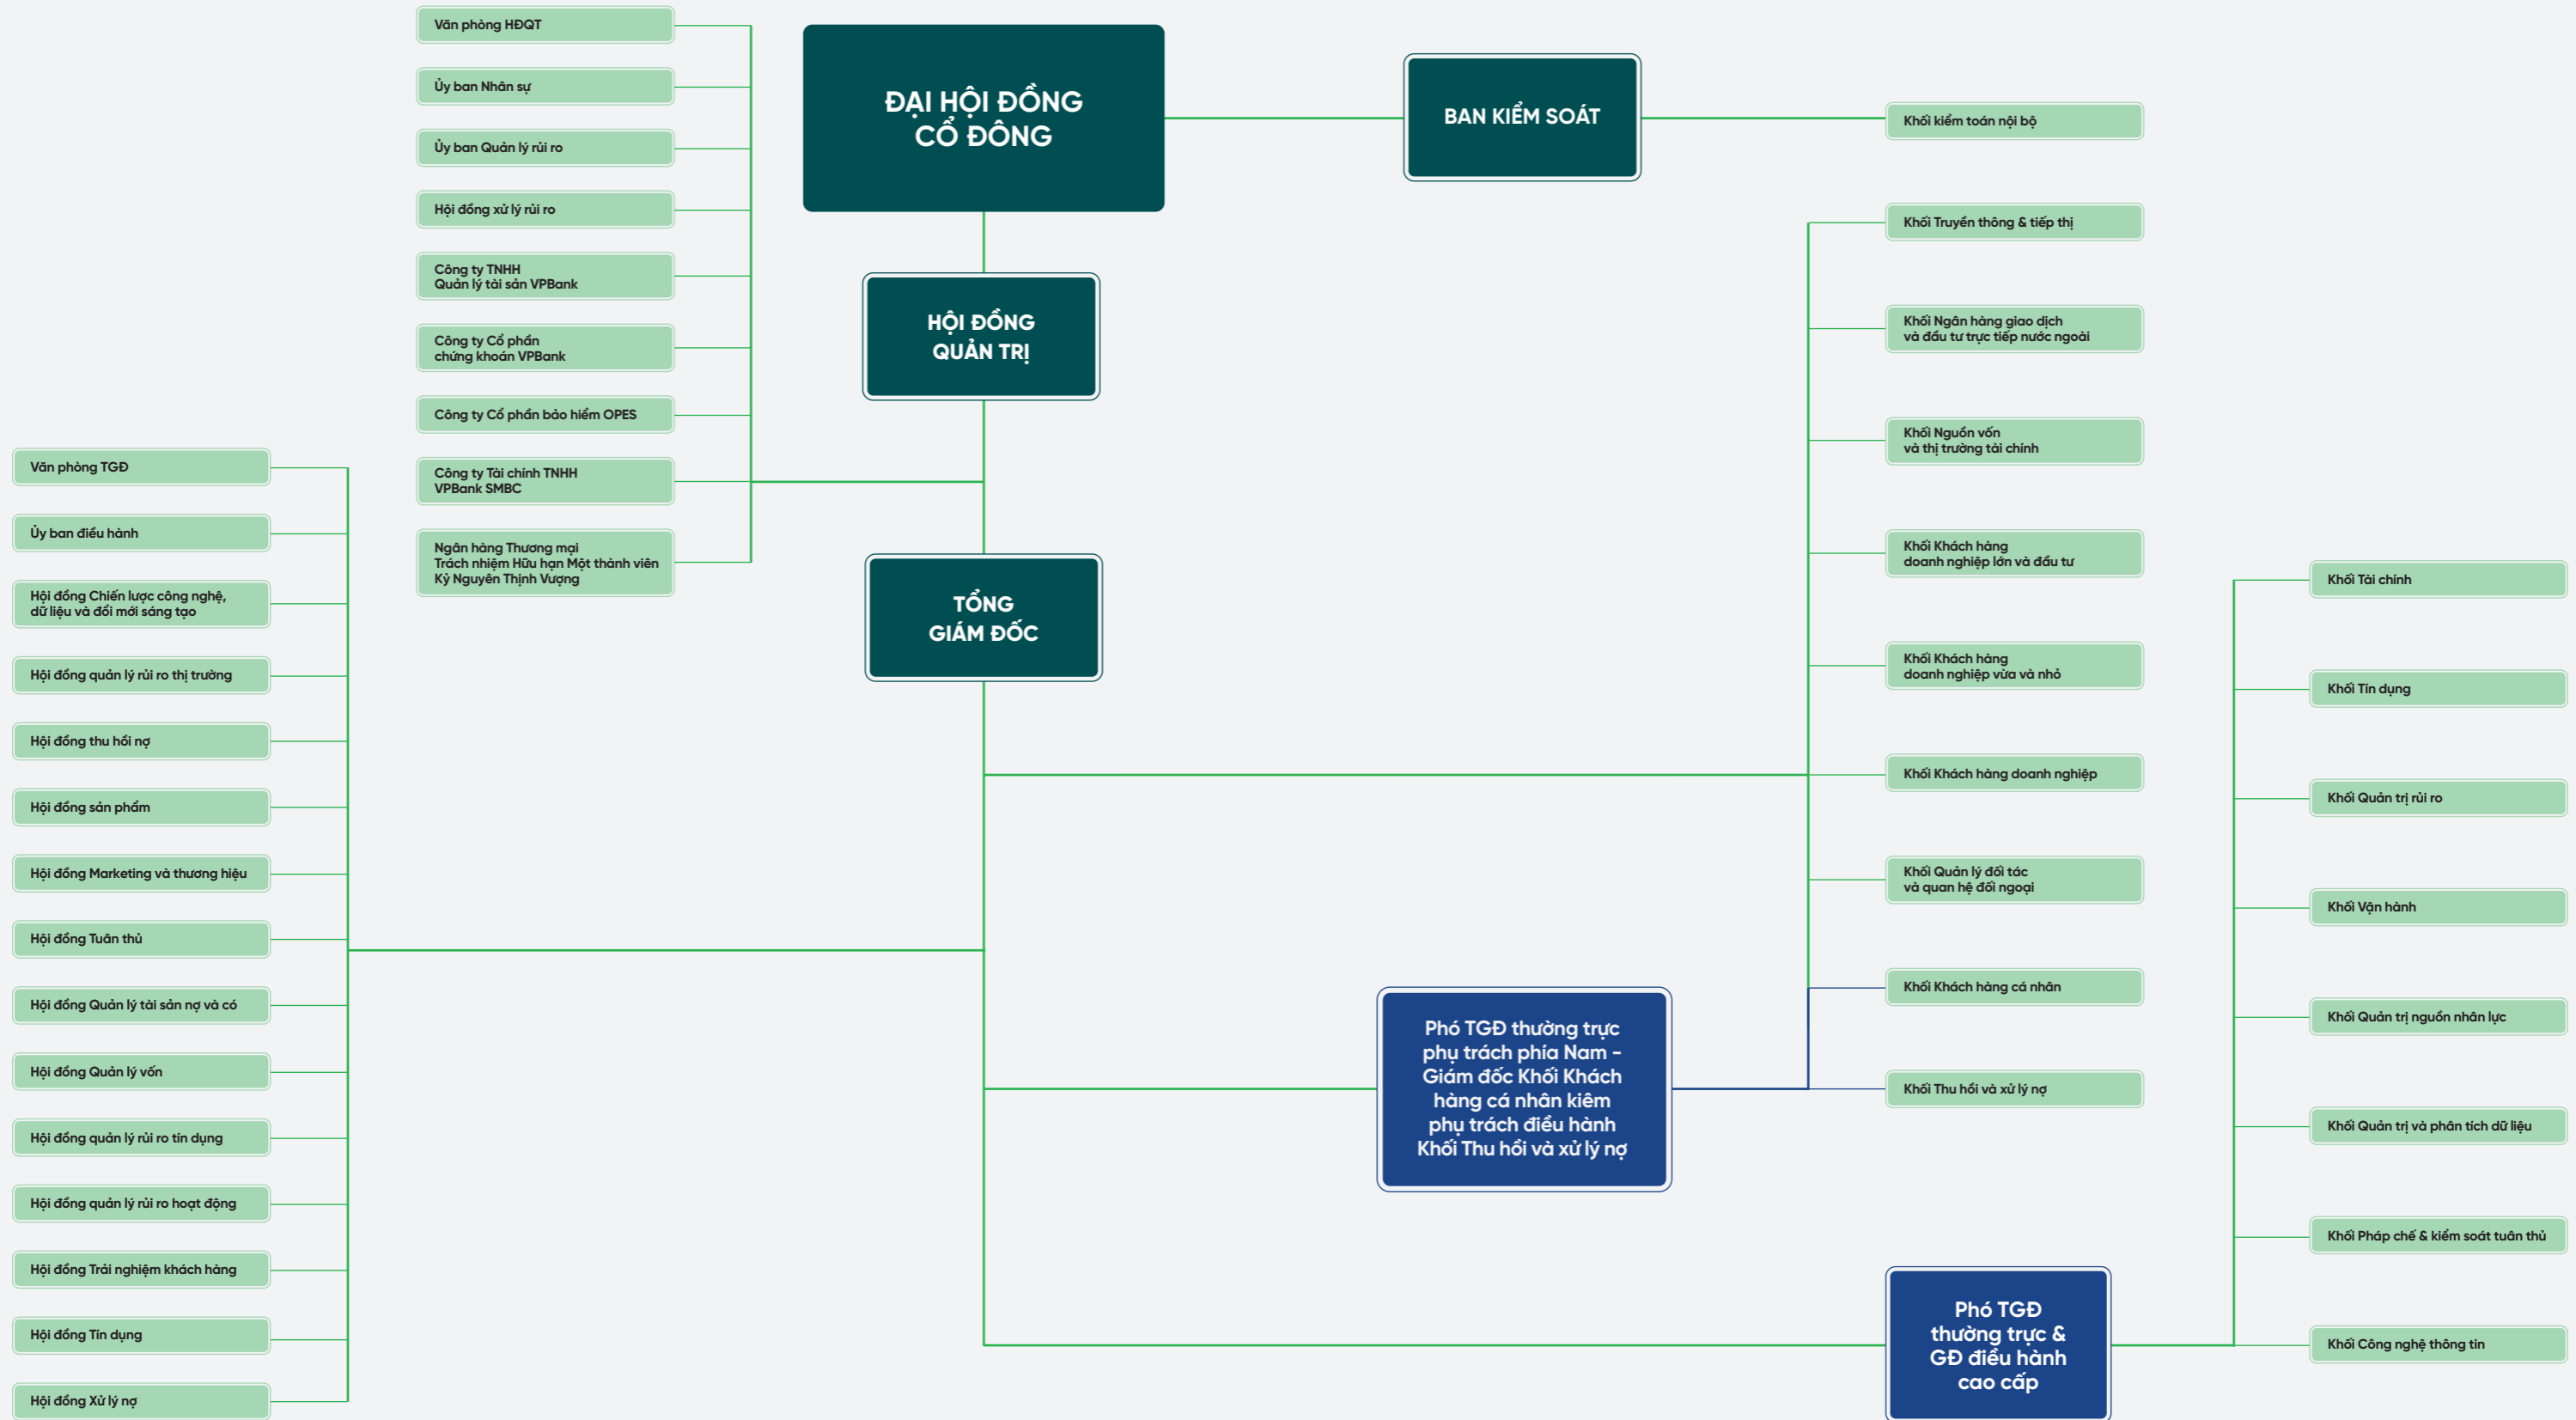 ĐẠI HỘI ĐỒNG
CỔ ĐÔNG
BAN KIỂM SOÁT
Khối kiểm toán nội bộ
HỘI ĐỒNG
QUẢN TRỊ
Văn phòng HĐQT
Ủy ban Nhân sự
Ủy ban Quản lý rủi ro
Hội đồng xử lý rủi ro
Công ty TNHH
Quản lý tài sản VPBank
Công ty Cổ phần
chứng khoán VPBank
Công ty Cổ phần bảo hiểm OPES
Công ty Tài chính TNHH
VPBank SMBC
Ngân hàng Thương mại
Trách nhiệm Hữu hạn Một thành viên
Kỷ Nguyên Thịnh Vượng
TỔNG
GIÁM ĐỐC
Văn phòng TGĐ
Ủy ban điều hành
Hội đồng Chiến lược công nghệ,
dữ liệu và đổi mới sáng tạo
Hội đồng quản lý rủi ro thị trường
Hội đồng thu hồi nợ
Hội đồng sản phẩm
Hội đồng Marketing và thương hiệu
Hội đồng Tuân thủ
Hội đồng Quản lý tài sản nợ và có
Hội đồng Quản lý vốn
Hội đồng quản lý rủi ro tín dụng
Hội đồng quản lý rủi ro hoạt động
Hội đồng Trải nghiệm khách hàng
Hội đồng Tín dụng
Hội đồng Xử lý nợ
Khối Truyền thông & tiếp thị
Khối Ngân hàng giao dịch
và đầu tư trực tiếp nước ngoài
Khối Nguồn vốn
và thị trường tài chính
Khối Khách hàng
doanh nghiệp lớn và đầu tư
Khối Khách hàng
doanh nghiệp vừa và nhỏ
Khối Khách hàng doanh nghiệp
Khối Quản lý đối tác
và quan hệ đối ngoại
Phó TGĐ thường trực
phụ trách phía Nam -
Giám đốc Khối Khách
hàng cá nhân kiêm
phụ trách điều hành
Khối Thu hồi và xử lý nợ
Khối Khách hàng cá nhân
Khối Thu hồi và xử lý nợ
Phó TGĐ
thường trực &
GĐ điều hành
cao cấp
Khối Tài chính
Khối Tín dụng
Khối Quản trị rủi ro
Khối Vận hành
Khối Quản trị nguồn nhân lực
Khối Quản trị và phân tích dữ liệu
Khối Pháp chế & kiểm soát tuân thủ
Khối Công nghệ thông tin